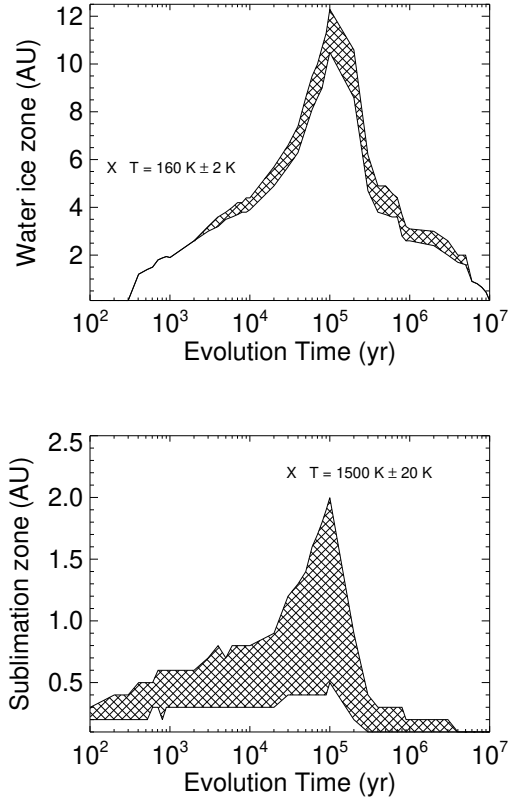 12
10
8
6
4
2
Water ice zone (AU)
X T = 160 K ± 2 K
10² 10³ 10⁴ 10⁵ 10⁶ 10⁷
Evolution Time (yr)
2.5
2.0
1.5
1.0
0.5
Sublimation zone (AU)
X T = 1500 K ± 20 K
10² 10³ 10⁴ 10⁵ 10⁶ 10⁷
Evolution Time (yr)